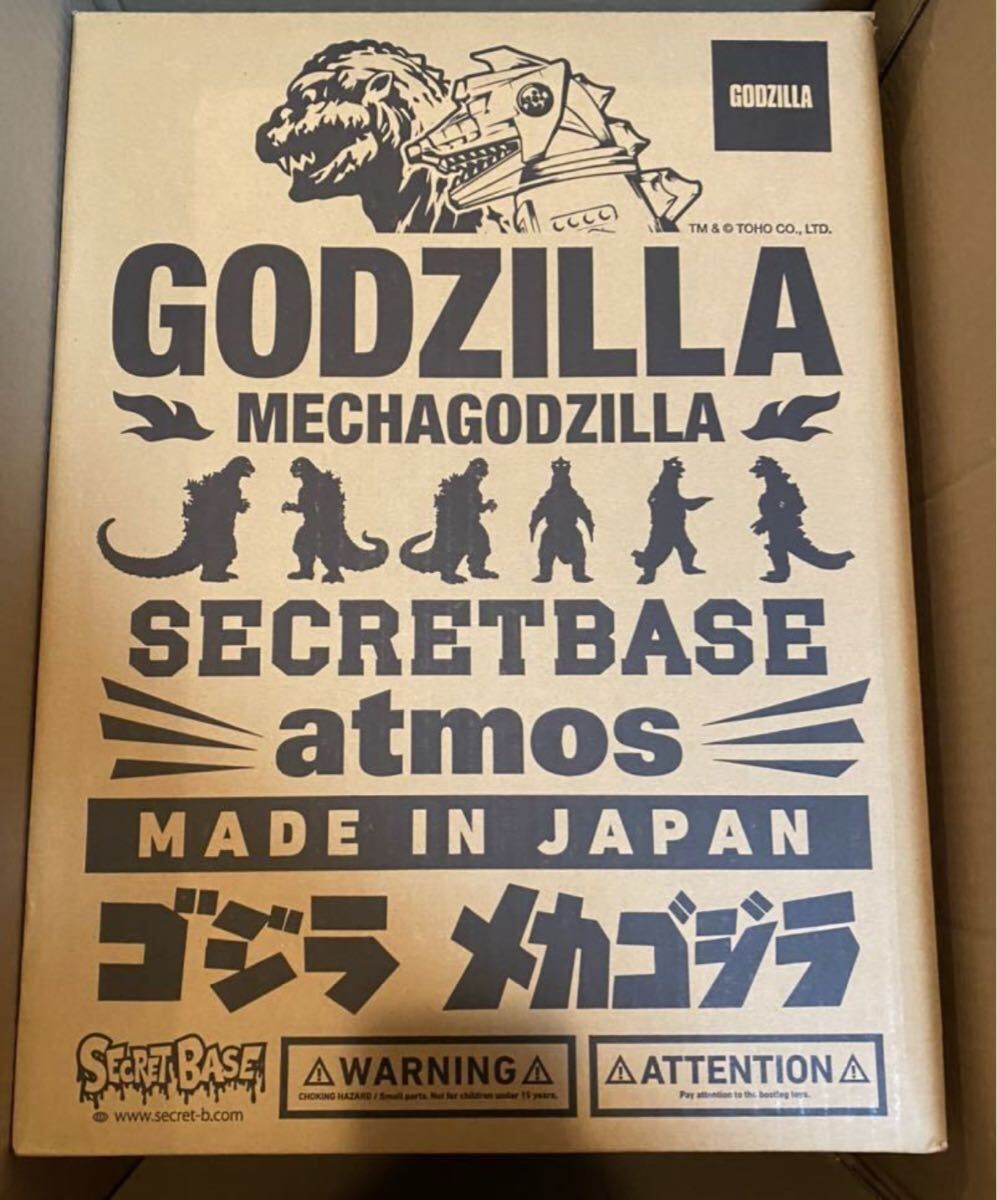 GODZILLA
TM & © TOHO CO., LTD.
GODZILLA
MECHAGODZILLA
SECRETBASE
atmos
MADE IN JAPAN
ゴジラ メカゴジラ
SECRET BASE
www.secret-b.com
WARNING
CHOKING HAZARD / Small parts. Not for children under 15 years.
ATTENTION
Pay attention to the bootleg toys.